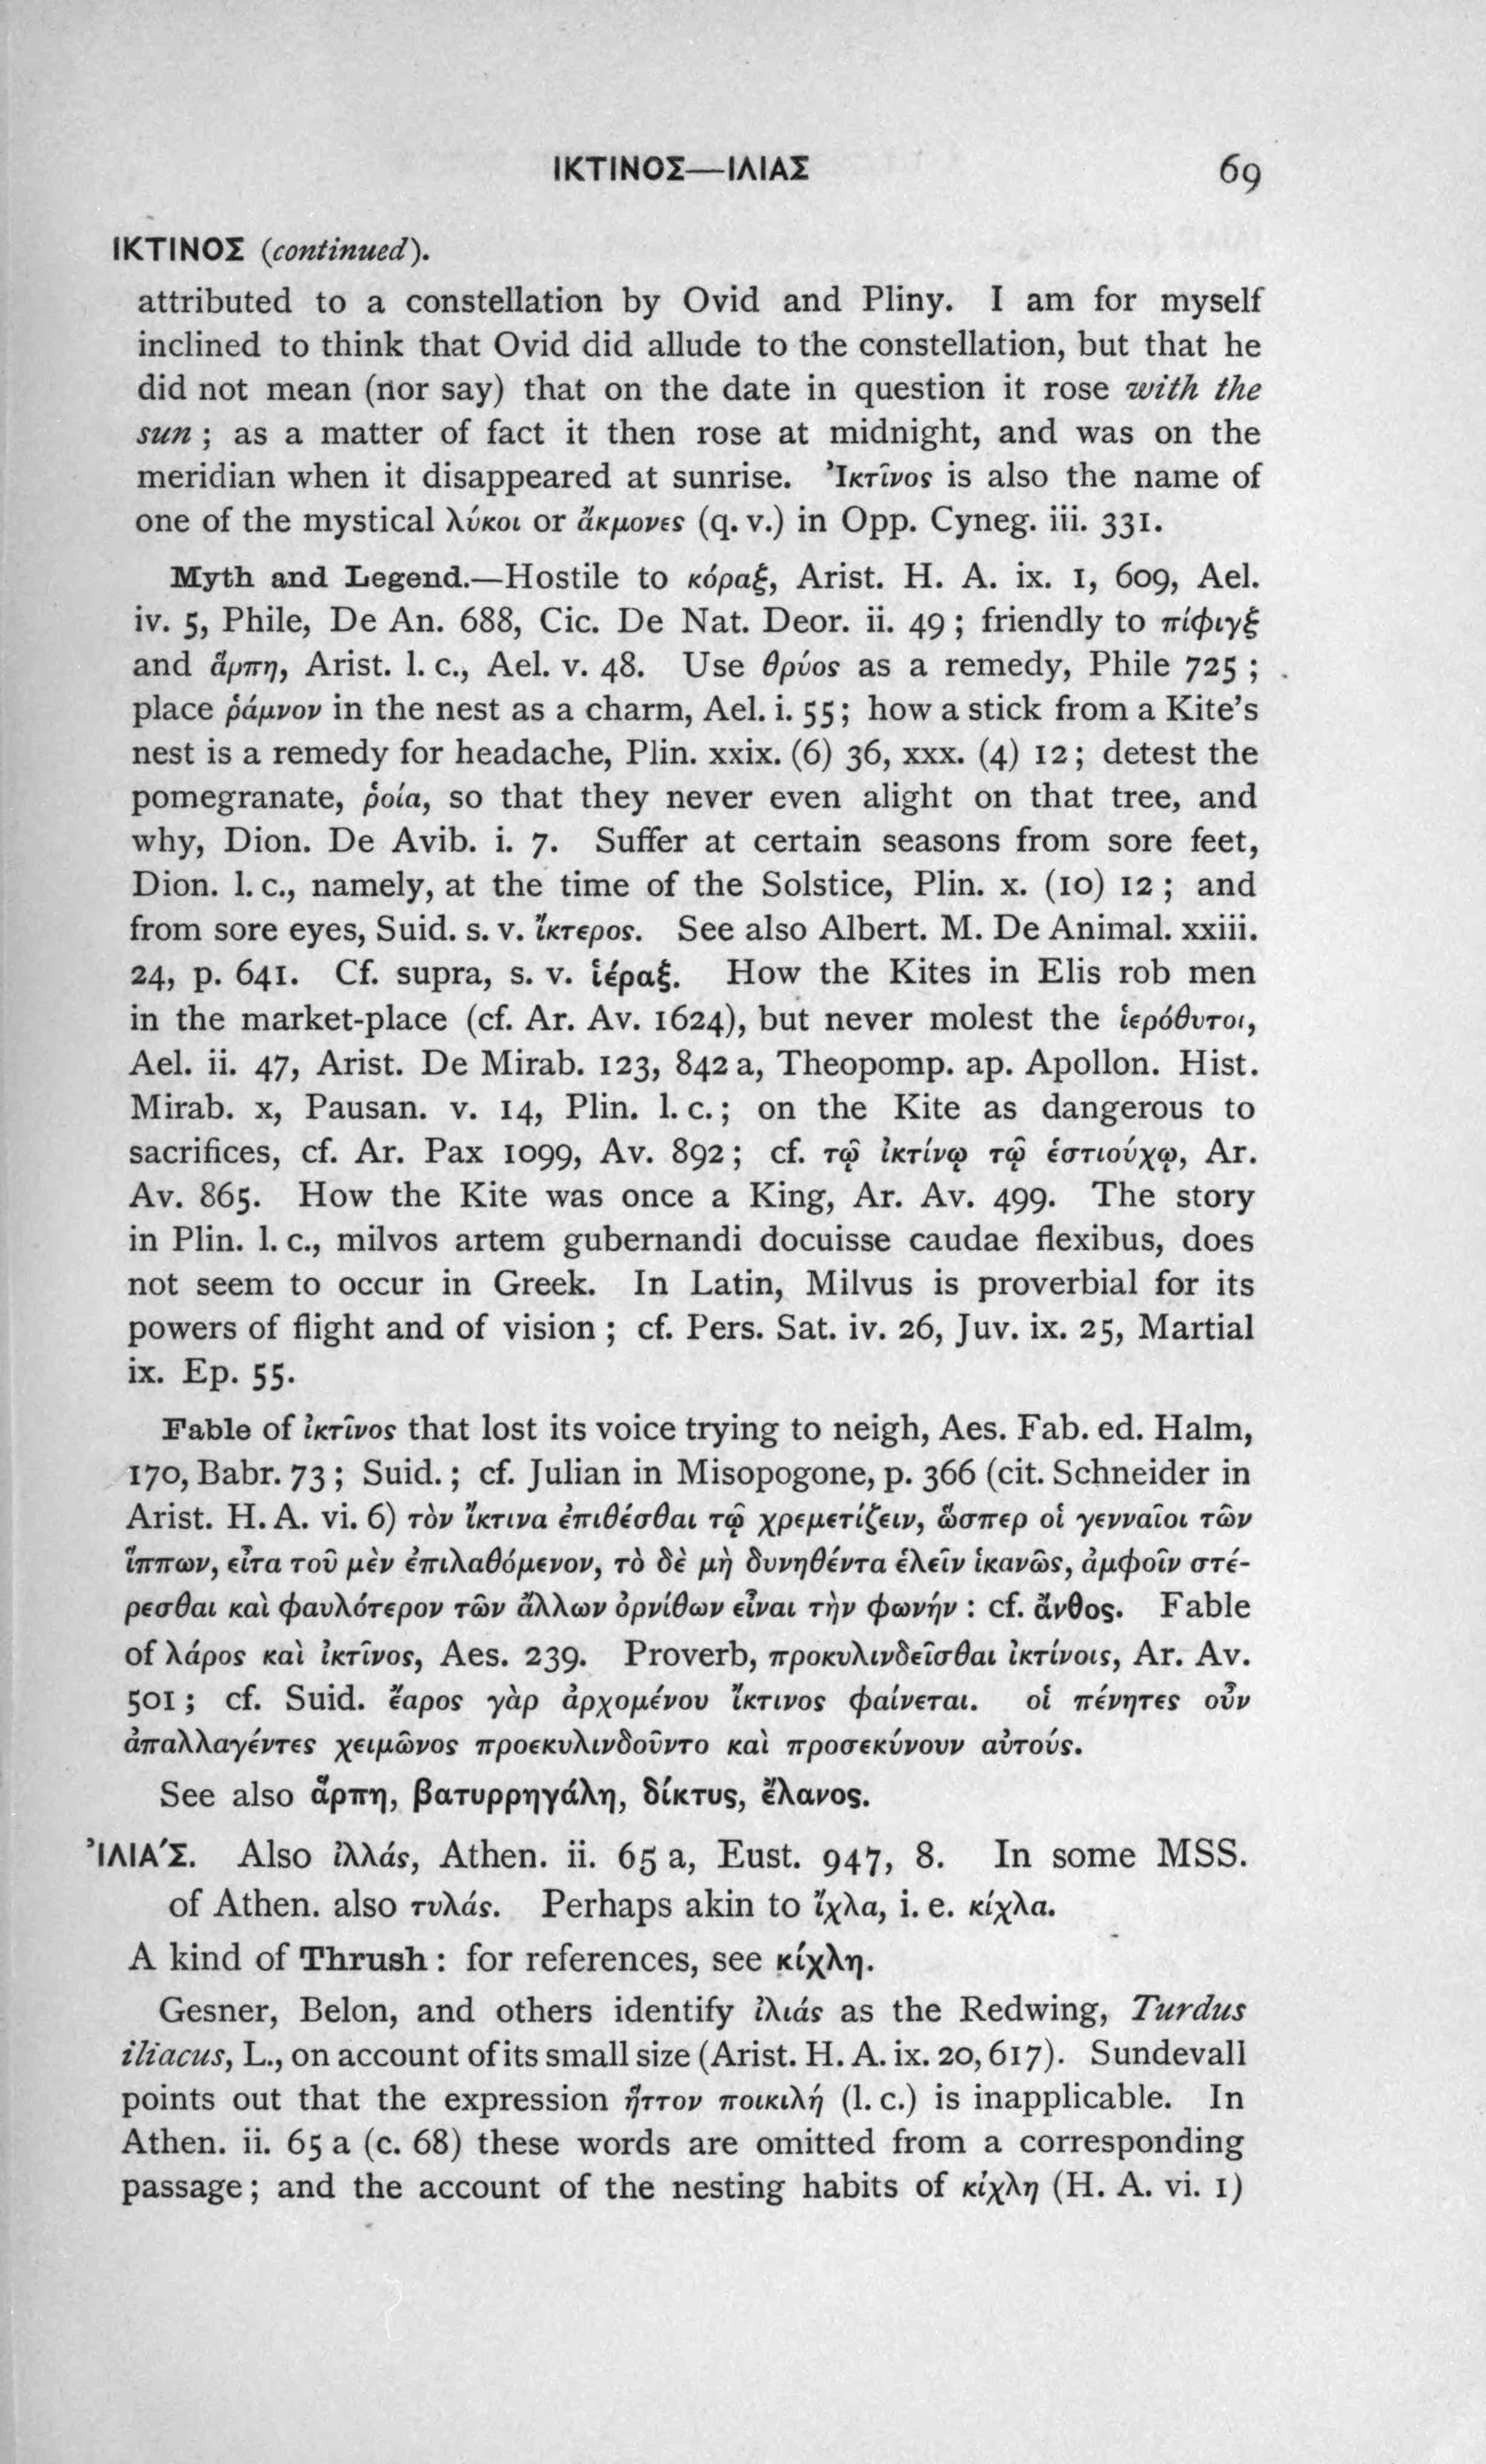 ΙΚΤΙΝΟΣ—ΙΛΙΑΣ 69
ΙΚΤΙΝΟΣ (continued).
attributed to a constellation by Ovid and Pliny. I am for myself
inclined to think that Ovid did allude to the constellation, but that he
did not mean (nor say) that on the date in question it rose with the
sun ; as a matter of fact it then rose at midnight, and was on the
meridian when it disappeared at sunrise. Ἰκτῖνος is also the name of
one of the mystical λύκοι or ἄκμονες (q. v.) in Opp. Cyneg. iii. 331.
Myth and Legend.—Hostile to κόραξ, Arist. H. A. ix. 1, 609, Ael.
iv. 5, Phile, De An. 688, Cic. De Nat. Deor. ii. 49 ; friendly to πίφιγξ
and ἅρπη, Arist. l. c., Ael. v. 48. Use θρύος as a remedy, Phile 725 ;
place ῥάμνον in the nest as a charm, Ael. i. 55 ; how a stick from a Kite's
nest is a remedy for headache, Plin. xxix. (6) 36, xxx. (4) 12 ; detest the
pomegranate, ῥοία, so that they never even alight on that tree, and
why, Dion. De Avib. i. 7. Suffer at certain seasons from sore feet,
Dion. l. c., namely, at the time of the Solstice, Plin. x. (10) 12 ; and
from sore eyes, Suid. s. v. ἴκτερος. See also Albert. M. De Animal. xxiii.
24, p. 641. Cf. supra, s. v. ἱέραξ. How the Kites in Elis rob men
in the market-place (cf. Ar. Av. 1624), but never molest the ἱερόθυτοι,
Ael. ii. 47, Arist. De Mirab. 123, 842 a, Theopomp. ap. Apollon. Hist.
Mirab. x, Pausan. v. 14, Plin. l. c. ; on the Kite as dangerous to
sacrifices, cf. Ar. Pax 1099, Av. 892 ; cf. τῷ ἰκτίνῳ τῷ ἑστιούχῳ, Ar.
Av. 865. How the Kite was once a King, Ar. Av. 499. The story
in Plin. l. c., milvos artem gubernandi docuisse caudae flexibus, does
not seem to occur in Greek. In Latin, Milvus is proverbial for its
powers of flight and of vision ; cf. Pers. Sat. iv. 26, Juv. ix. 25, Martial
ix. Ep. 55.
Fable of ἰκτῖνος that lost its voice trying to neigh, Aes. Fab. ed. Halm,
170, Babr. 73 ; Suid. ; cf. Julian in Misopogone, p. 366 (cit. Schneider in
Arist. H. A. vi. 6) τὸν ἴκτινα ἐπιθέσθαι τῷ χρεμετίζειν, ὥσπερ οἱ γενναῖοι τῶν
ἵππων, εἶτα τοῦ μὲν ἐπιλαθόμενον, τὸ δὲ μὴ δυνηθέντα ἑλεῖν ἱκανῶς, ἀμφοῖν στέ-
ρεσθαι καὶ φαυλότερον τῶν ἄλλων ὀρνίθων εἶναι τὴν φωνήν : cf. ἄνθος. Fable
of λάρος καὶ ἰκτῖνος, Aes. 239. Proverb, προκυλινδεῖσθαι ἰκτίνοις, Ar. Av.
501 ; cf. Suid. ἔαρος γὰρ ἀρχομένου ἴκτινος φαίνεται. οἱ πένητες οὖν
ἀπαλλαγέντες χειμῶνος προεκυλινδοῦντο καὶ προσεκύνουν αὐτούς.
See also ἅρπη, βατυρρηγάλη, δίκτυς, ἔλανος.
ἸΛΙΑ´Σ. Also ἰλλάς, Athen. ii. 65 a, Eust. 947, 8. In some MSS.
of Athen. also τυλάς. Perhaps akin to ἴχλα, i. e. κίχλα.
A kind of Thrush : for references, see κίχλη.
Gesner, Belon, and others identify ἰλιάς as the Redwing, Turdus
iliacus, L., on account of its small size (Arist. H. A. ix. 20, 617). Sundevall
points out that the expression ἥττον ποικιλή (l. c.) is inapplicable. In
Athen. ii. 65 a (c. 68) these words are omitted from a corresponding
passage ; and the account of the nesting habits of κίχλη (H. A. vi. 1)